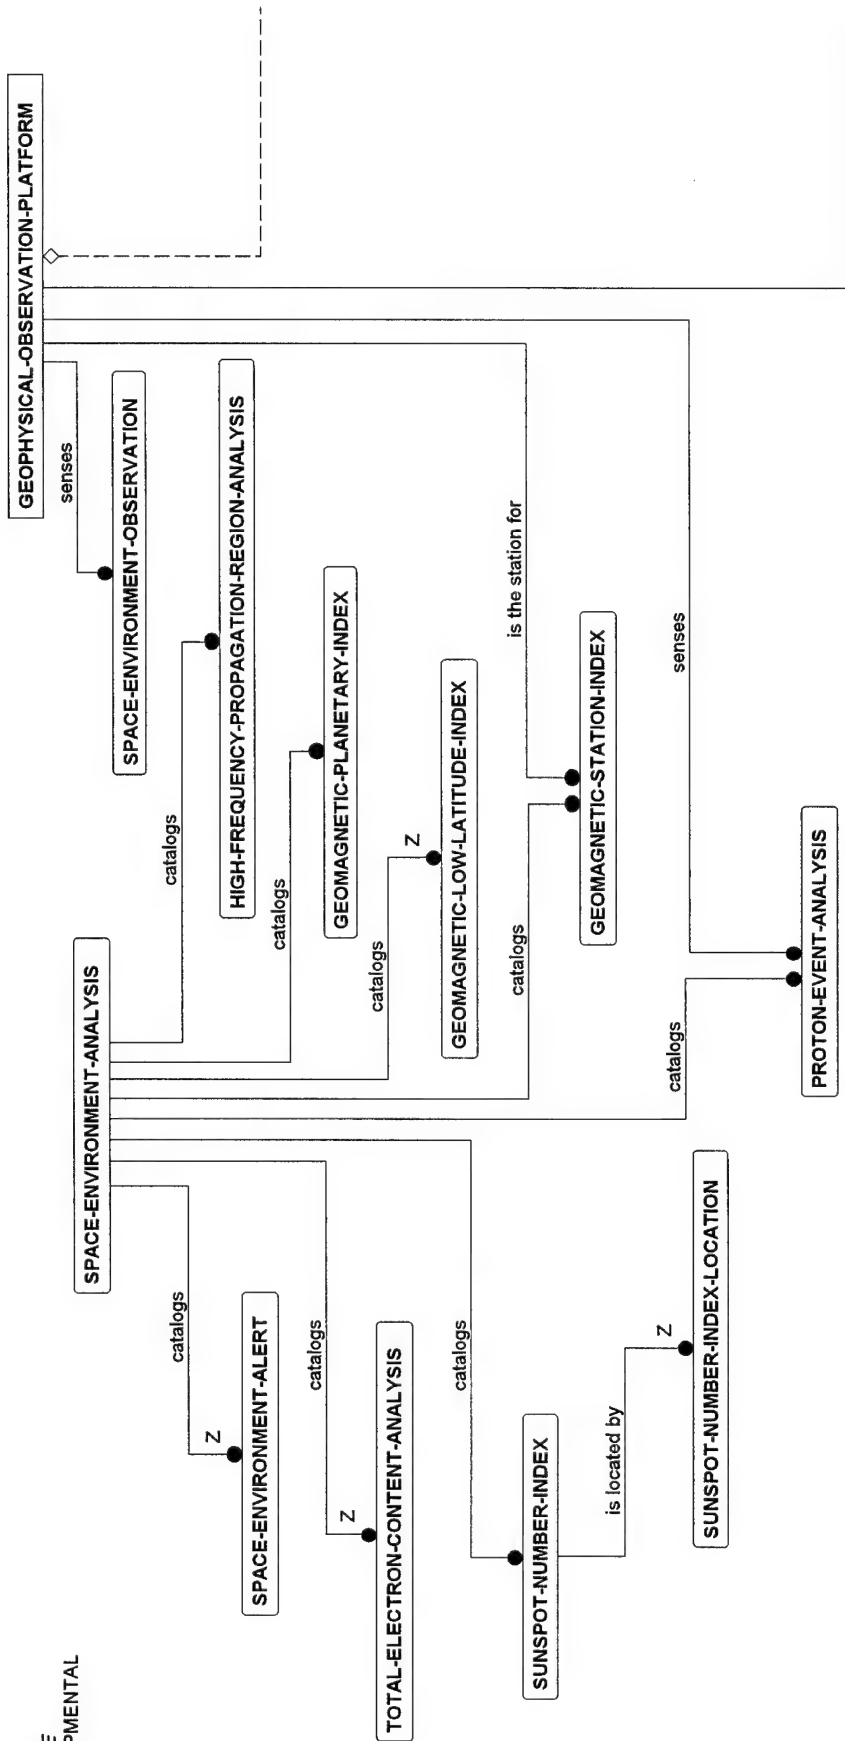 GEOPHYSICAL-OBSERVATION-PLATFORM
senses
SPACE-ENVIRONMENT-OBSERVATION
SPACE-ENVIRONMENT-ANALYSIS
catalogs
HIGH-FREQUENCY-PROPAGATION-REGION-ANALYSIS
catalogs
GEOMAGNETIC-PLANETARY-INDEX
catalogs
Z
GEOMAGNETIC-LOW-LATITUDE-INDEX
is the station for
catalogs
GEOMAGNETIC-STATION-INDEX
senses
catalogs
PROTON-EVENT-ANALYSIS
catalogs
Z
SPACE-ENVIRONMENT-ALERT
catalogs
Z
TOTAL-ELECTRON-CONTENT-ANALYSIS
catalogs
SUNSPOT-NUMBER-INDEX
is located by
Z
SUNSPOT-NUMBER-INDEX-LOCATION
E
PMENTAL